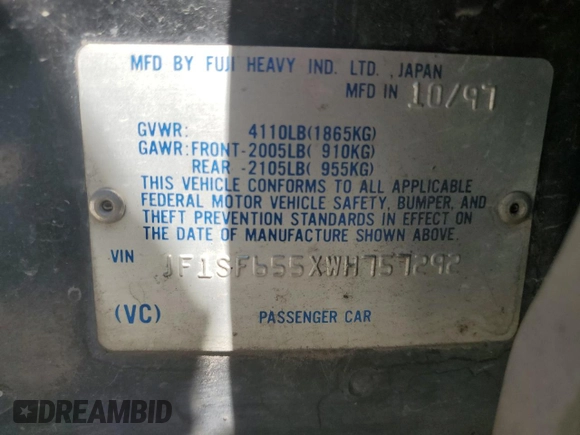 MFD BY FUJI HEAVY IND. LTD. , JAPAN
MFD IN 10/97
GVWR: 4110LB(1865KG)
GAWR:FRONT-2005LB( 910KG)
REAR -2105LB( 955KG)
THIS VEHICLE CONFORMS TO ALL APPLICABLE
FEDERAL MOTOR VEHICLE SAFETY, BUMPER, AND
THEFT PREVENTION STANDARDS IN EFFECT ON
THE DATE OF MANUFACTURE SHOWN ABOVE.
VIN JF1SF655XWH757292
(VC) PASSENGER CAR
DREAMBID